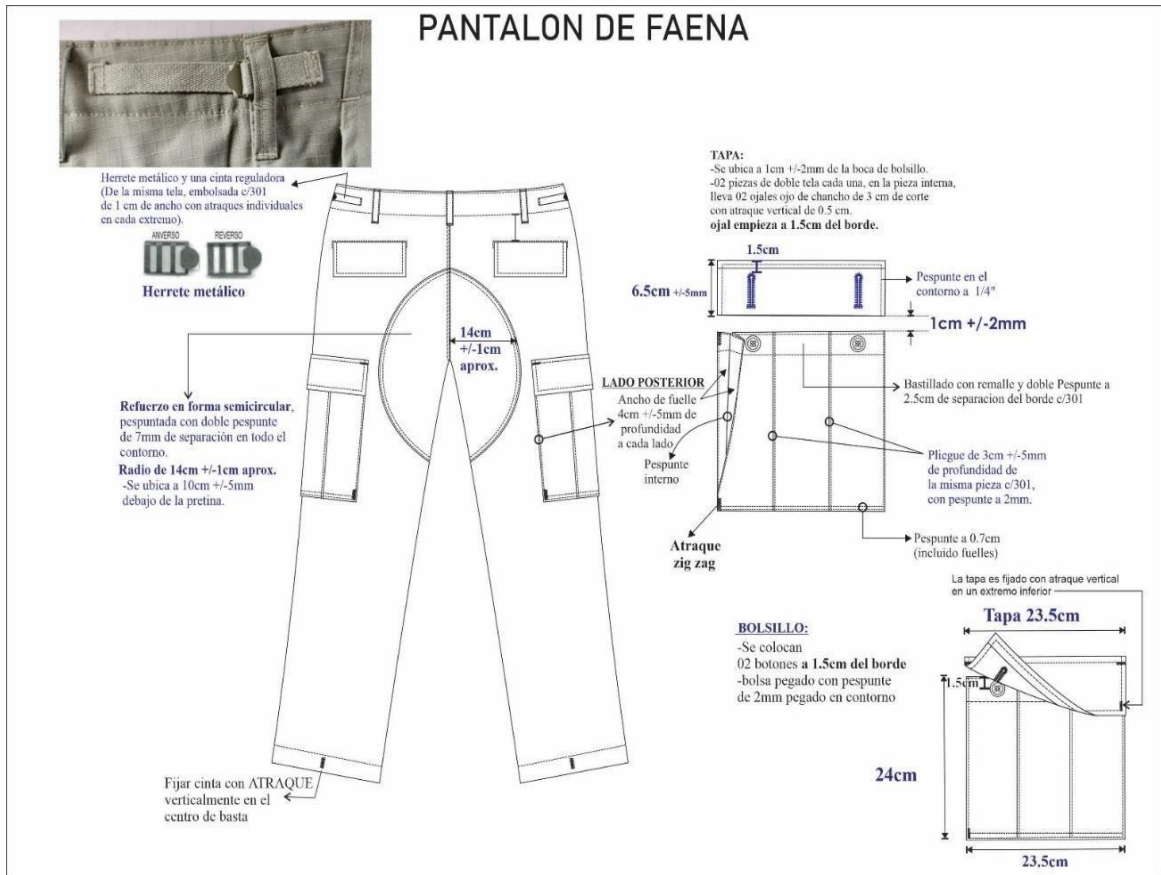 PANTALON DE FAENA
Herrete metálico y una cinta reguladora
(De la misma tela, embolsada c/301
de 1 cm de ancho con atraques individuales
en cada extremo).
ANVERSO
REVERSO
Herrete metálico
14cm
+/-1cm
aprox.
Refuerzo en forma semicircular,
pespuntada con doble pespunte
de 7mm de separación en todo el
contorno.
Radio de 14cm +/-1cm aprox.
-Se ubica a 10cm +/-5mm
debajo de la pretina.
Fijar cinta con ATRAQUE
verticalmente en el
centro de basta
TAPA:
-Se ubica a 1cm +/-2mm de la boca de bolsillo.
-02 piezas de doble tela cada una, en la pieza interna,
lleva 02 ojales ojo de chancho de 3 cm de corte
con atraque vertical de 0.5 cm.
ojal empieza a 1.5cm del borde.
1.5cm
6.5cm +/-5mm
Pespunte en el
contorno a 1/4"
1cm +/-2mm
LADO POSTERIOR
Ancho de fuelle
4cm +/-5mm de
profundidad
a cada lado
Pespunte
interno
Bastillado con remalle y doble Pespunte a
2.5cm de separacion del borde c/301
Pliegue de 3cm +/-5mm
de profundidad de
la misma pieza c/301,
con pespunte a 2mm.
Atraque
zig zag
Pespunte a 0.7cm
(incluido fuelles)
La tapa es fijado con atraque vertical
en un extremo inferior
Tapa 23.5cm
BOLSILLO:
-Se colocan
02 botones a 1.5cm del borde
-bolsa pegado con pespunte
de 2mm pegado en contorno
1.5cm
24cm
23,5cm